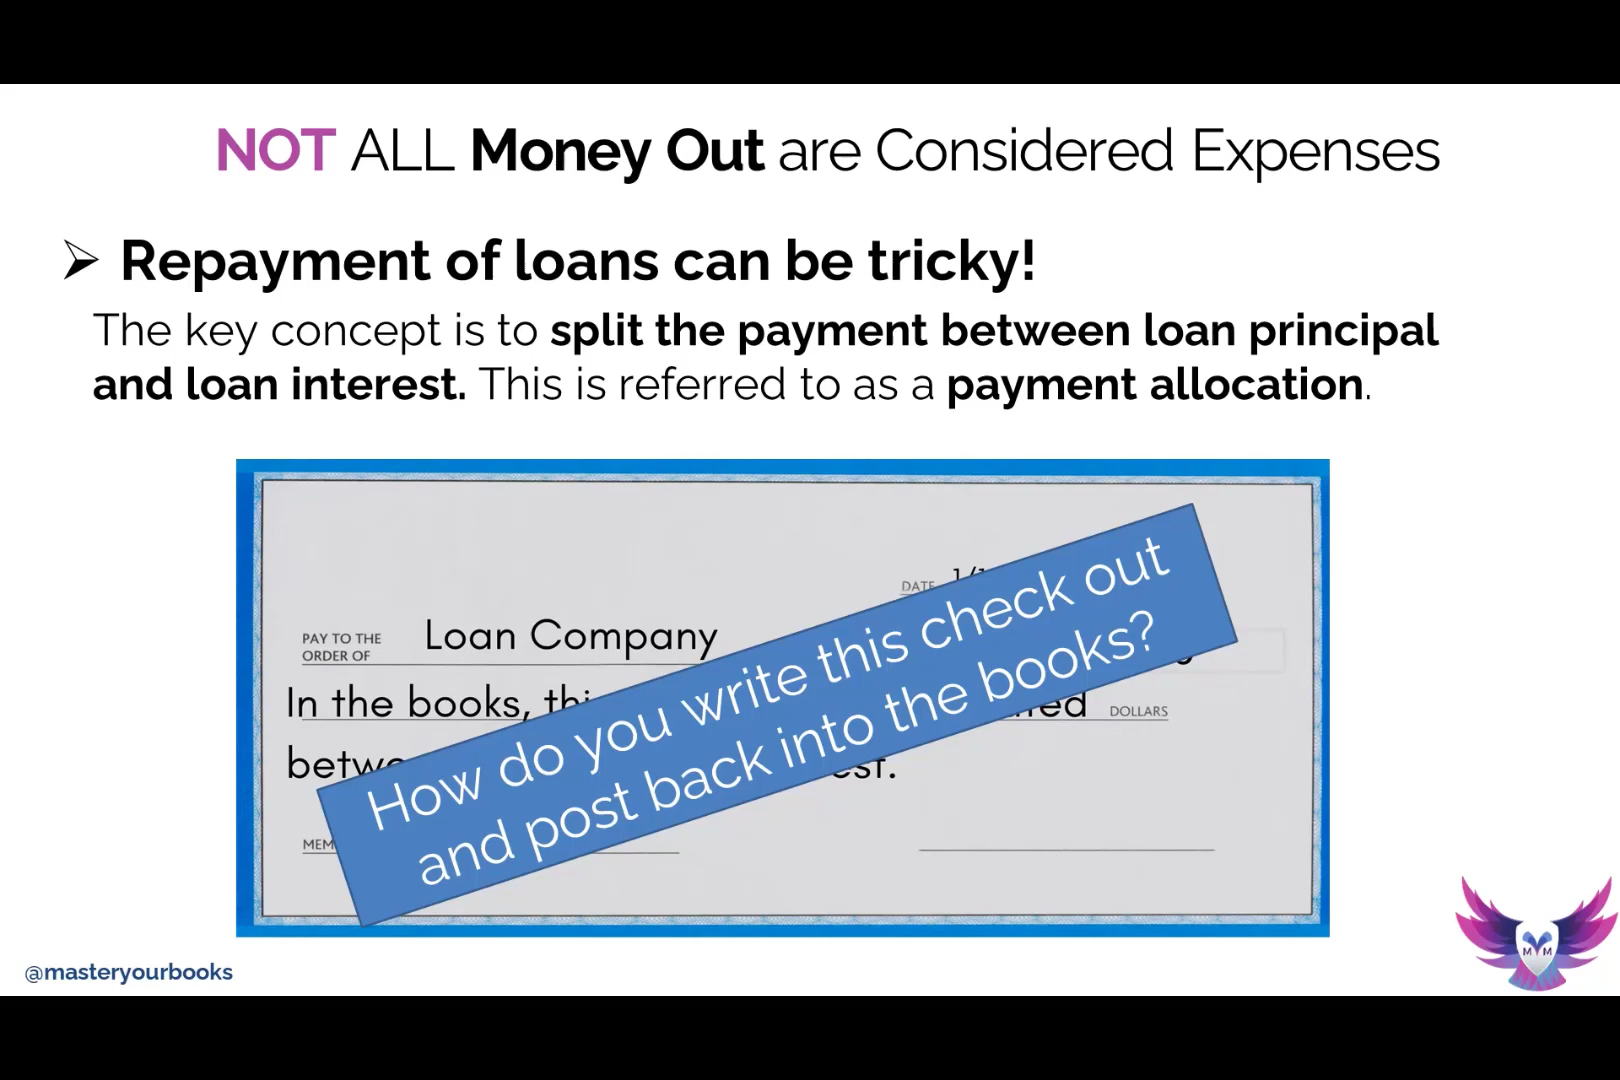 NOT ALL Money Out are Considered Expenses
Repayment of loans can be tricky!
The key concept is to split the payment between loan principal
and loan interest. This is referred to as a payment allocation.
DATE
PAY TO THE
ORDER OF
Loan Company
In the books,
DOLLARS
How do you write this check out
and post back into the books?
@masteryourbooks
M M